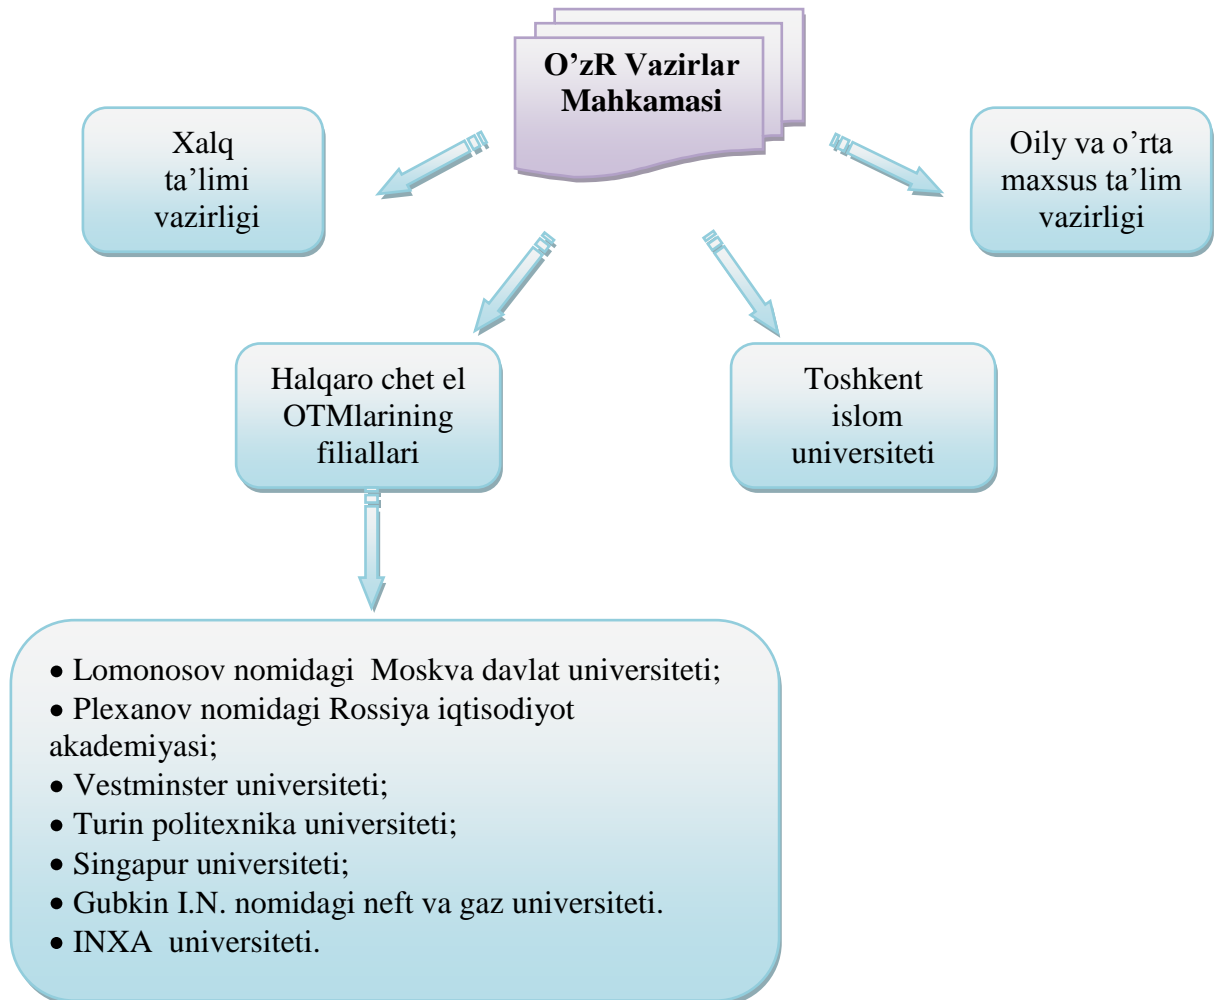 O’zR Vazirlar
Mahkamasi
Xalq
ta’limi
vazirligi
Oily va o’rta
maxsus ta’lim
vazirligi
Halqaro chet el
OTMlarining
filiallari
Toshkent
islom
universiteti
• Lomonosov nomidagi  Moskva davlat universiteti;
• Plexanov nomidagi Rossiya iqtisodiyot
akademiyasi;
• Vestminster universiteti;
• Turin politexnika universiteti;
• Singapur universiteti;
• Gubkin I.N. nomidagi neft va gaz universiteti.
• INXA  universiteti.